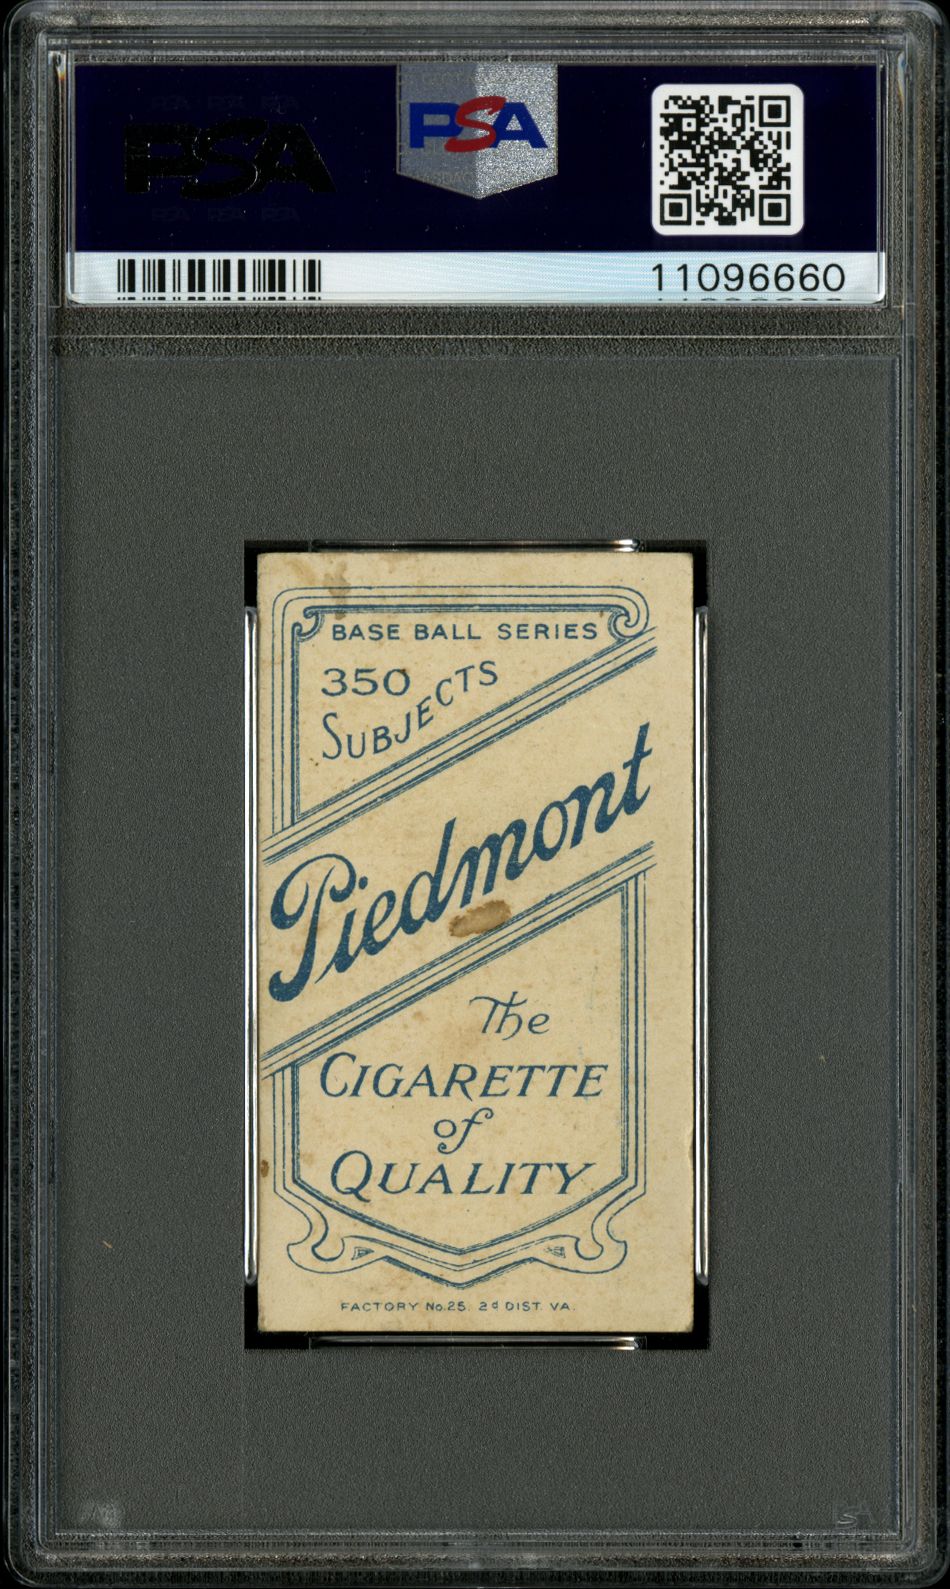 PSA
PSA
11096660
BASE BALL SERIES
350
SUBJECTS
Piedmont
The
CIGARETTE
of
QUALITY
FACTORY No. 25. 2d DIST. VA.